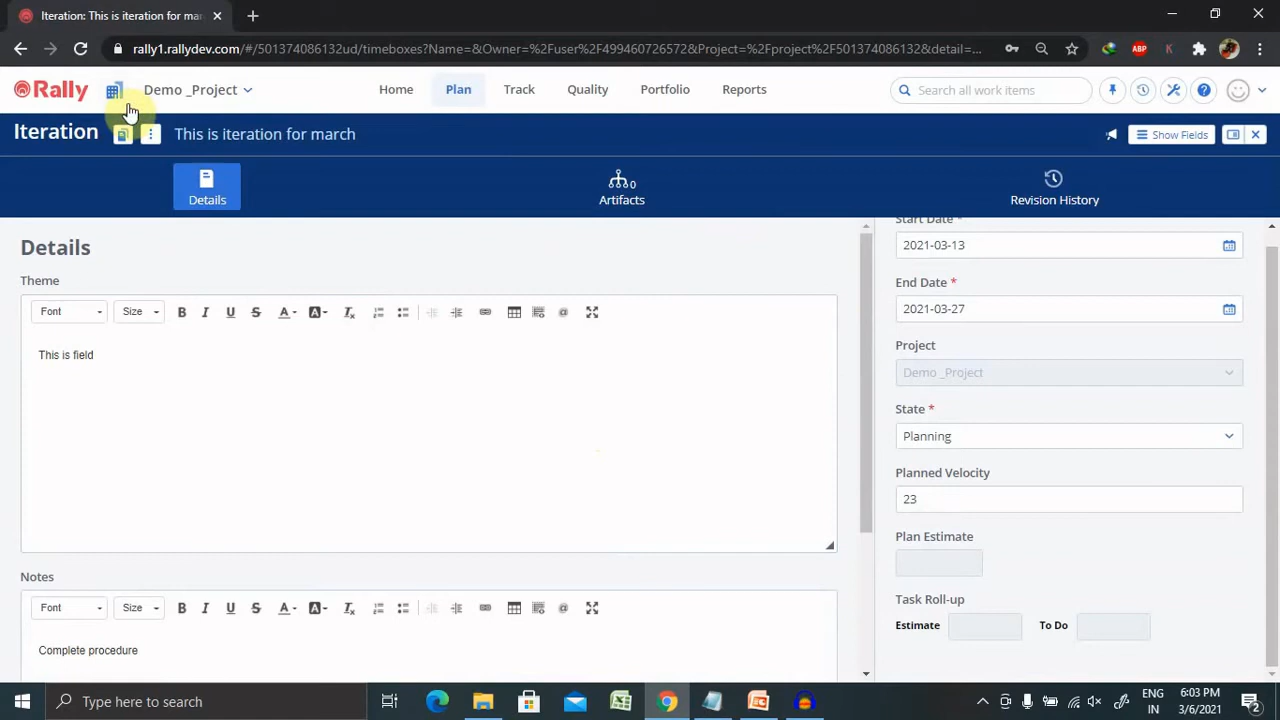 Iteration: This is iteration for mar
rally1.rallydev.com/#/501374086132ud/timeboxes?Name=&Owner=%2Fuser%2F499460726572&Project=%2Fproject%2F501374086132&detail=...
ABP
K
Rally
Demo _Project
Home
Plan
Track
Quality
Portfolio
Reports
Search all work items
Iteration
This is iteration for march
Show Fields
Details
0
Artifacts
Revision History
Details
Theme
Font
Size
B I U S A A
This is field
Notes
Font
Size
B I U S A A
Complete procedure
Start Date *
2021-03-13
End Date *
2021-03-27
Project
Demo _Project
State *
Planning
Planned Velocity
23
Plan Estimate
Task Roll-up
Estimate
To Do
Type here to search
ENG
IN
6:03 PM
3/6/2021
2